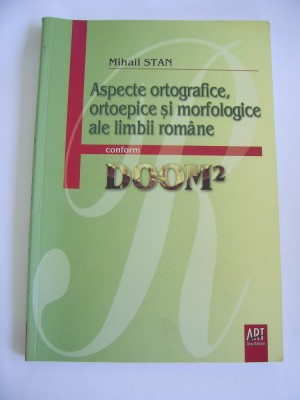 Mihail STAN
Aspecte ortografice,
ortoepice și morfologice
ale limbii române
conform
DOOM²
R
ART